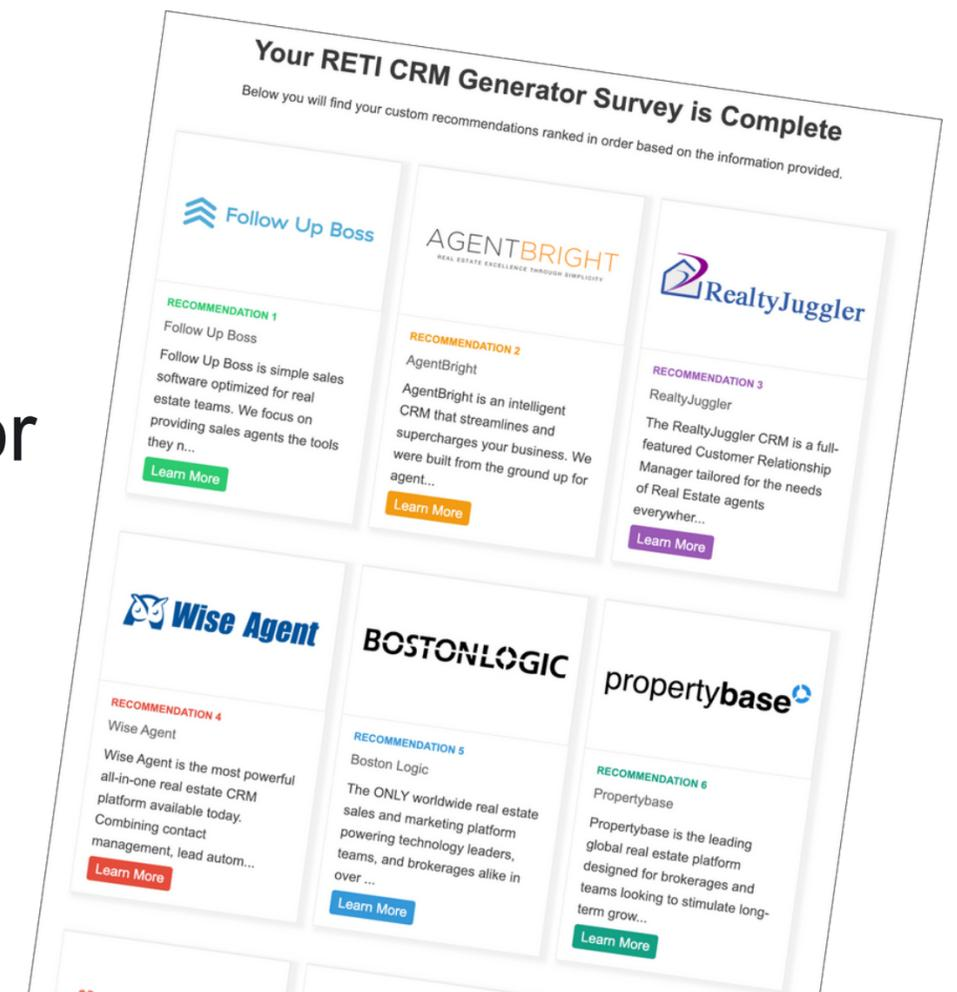 or
Your RETI CRM Generator Survey is Complete
Below you will find your custom recommendations ranked in order based on the information provided.
Follow Up Boss
RECOMMENDATION 1
Follow Up Boss
Follow Up Boss is simple sales
software optimized for real
estate teams. We focus on
providing sales agents the tools
they n...
Learn More
AGENTBRIGHT
REAL ESTATE EXCELLENCE THROUGH SIMPLICITY
RECOMMENDATION 2
AgentBright
AgentBright is an intelligent
CRM that streamlines and
supercharges your business. We
were built from the ground up for
agent...
Learn More
RealtyJuggler
RECOMMENDATION 3
RealtyJuggler
The RealtyJuggler CRM is a full-
featured Customer Relationship
Manager tailored for the needs
of Real Estate agents
everywher...
Learn More
Wise Agent
RECOMMENDATION 4
Wise Agent
Wise Agent is the most powerful
all-in-one real estate CRM
platform available today.
Combining contact
management, lead autom...
Learn More
BOSTONLOGIC
RECOMMENDATION 5
Boston Logic
The ONLY worldwide real estate
sales and marketing platform
powering technology leaders,
teams, and brokerages alike in
over ...
Learn More
propertybase
RECOMMENDATION 6
Propertybase
Propertybase is the leading
global real estate platform
designed for brokerages and
teams looking to stimulate long-
term grow...
Learn More